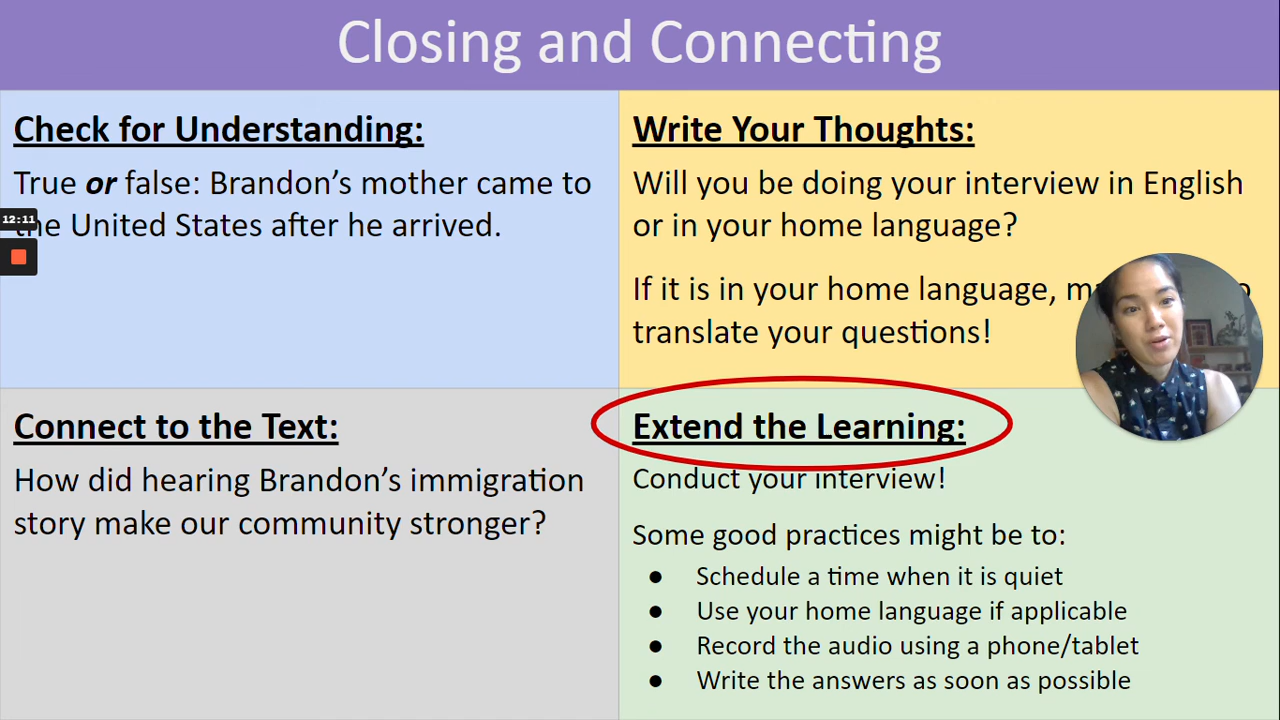 Closing and Connecting
Check for Understanding:
True or false: Brandon's mother came to
the United States after he arrived.
12:11
Write Your Thoughts:
Will you be doing your interview in English
or in your home language?
If it is in your home language,
translate your questions!
Connect to the Text:
How did hearing Brandon's immigration
story make our community stronger?
Extend the Learning:
Conduct your interview!
Some good practices might be to:
● Schedule a time when it is quiet
● Use your home language if applicable
● Record the audio using a phone/tablet
● Write the answers as soon as possible